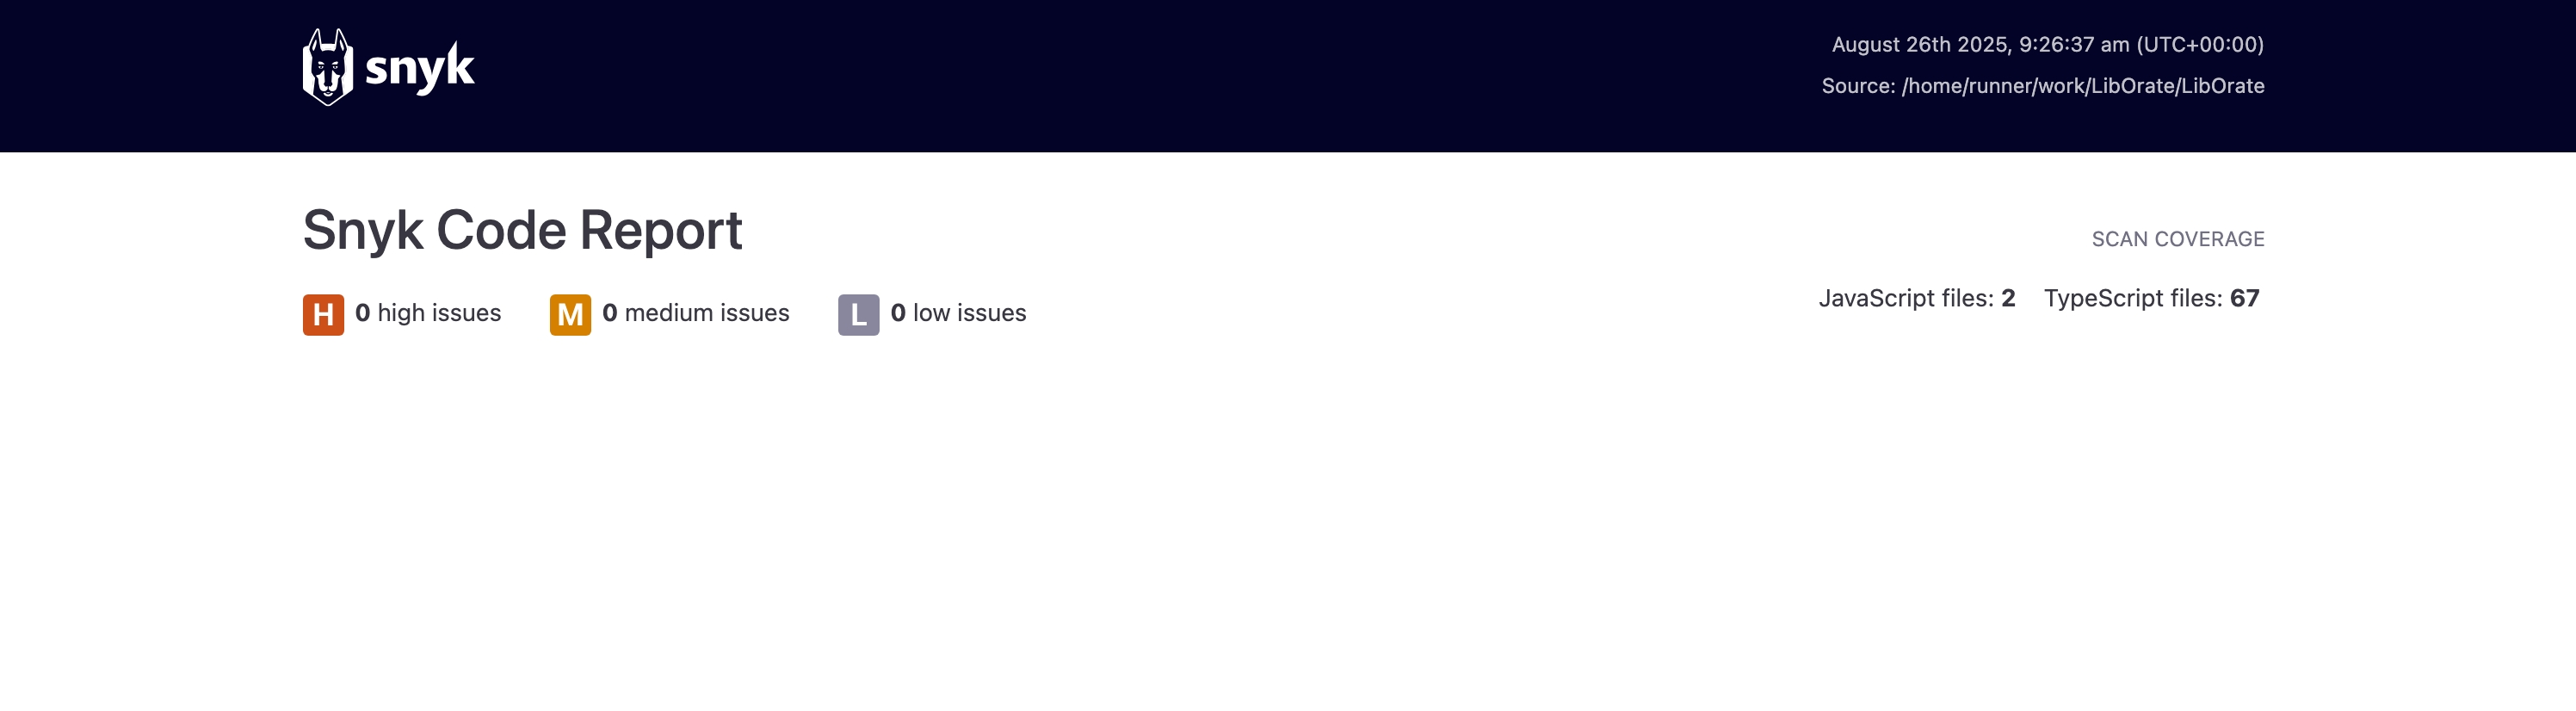 snyk
August 26th 2025, 9:26:37 am (UTC+00:00)
Source: /home/runner/work/LibOrate/LibOrate
Snyk Code Report
SCAN COVERAGE
H 0 high issues M 0 medium issues L 0 low issues
JavaScript files: 2 TypeScript files: 67